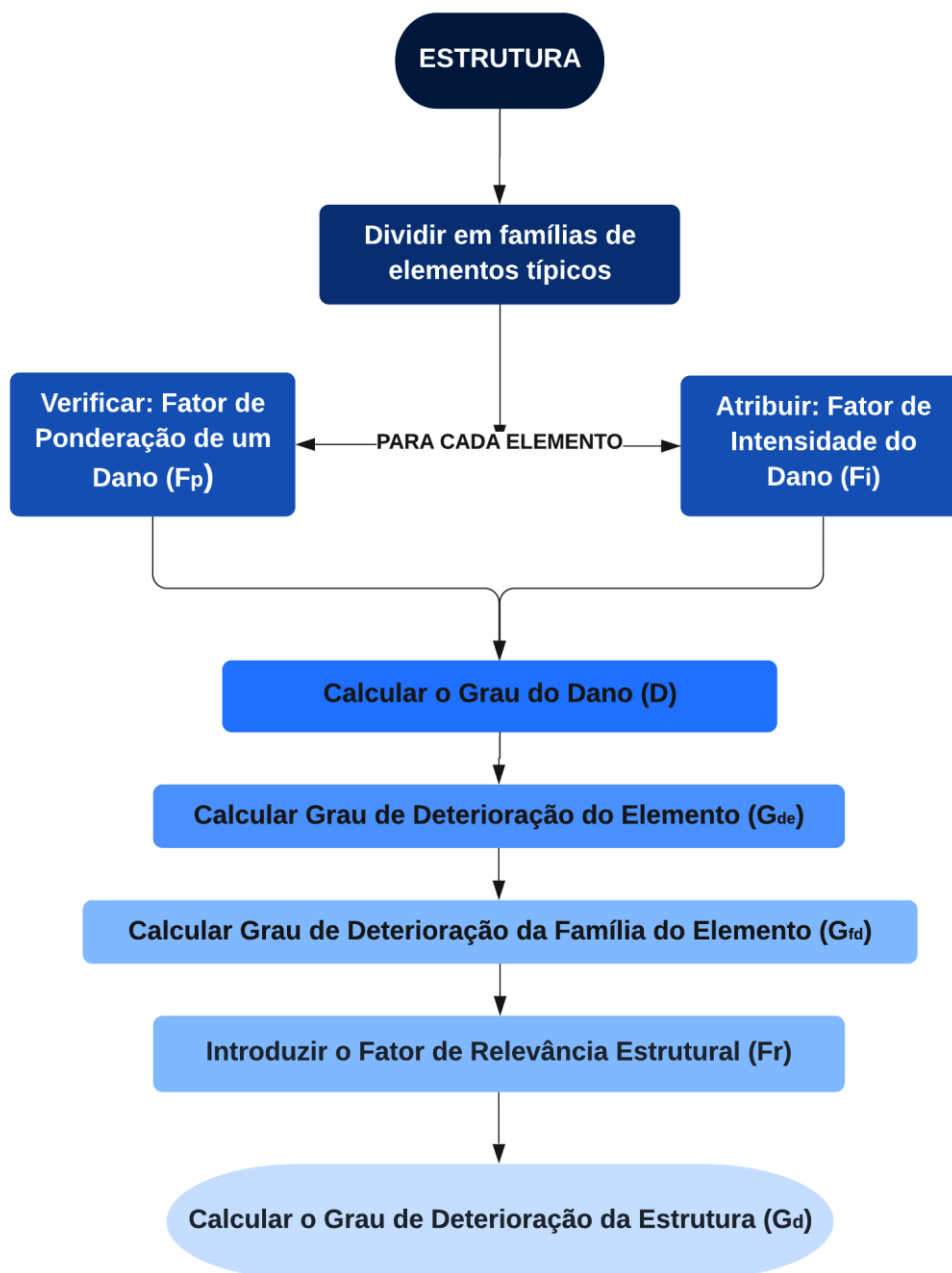 ESTRUTURA
Dividir em famílias de
elementos típicos
Verificar: Fator de
Ponderação de um
Dano (Fp)
PARA CADA ELEMENTO
Atribuir: Fator de
Intensidade do
Dano (Fi)
Calcular o Grau do Dano (D)
Calcular Grau de Deterioração do Elemento (Gde)
Calcular Grau de Deterioração da Família do Elemento (Gfd)
Introduzir o Fator de Relevância Estrutural (Fr)
Calcular o Grau de Deterioração da Estrutura (Gd)